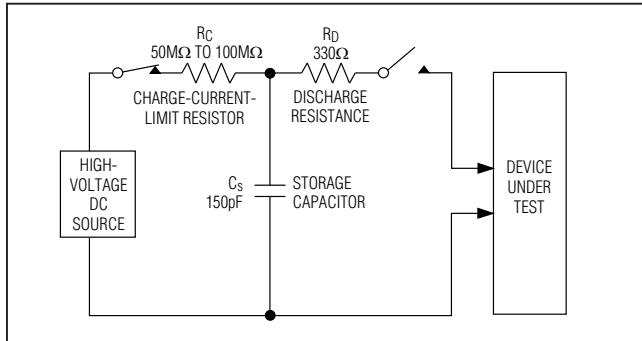 RC
50MΩ TO 100MΩ
CHARGE-CURRENT-
LIMIT RESISTOR
RD
330Ω
DISCHARGE
RESISTANCE
HIGH-
VOLTAGE
DC
SOURCE
Cs
150pF
STORAGE
CAPACITOR
DEVICE
UNDER
TEST